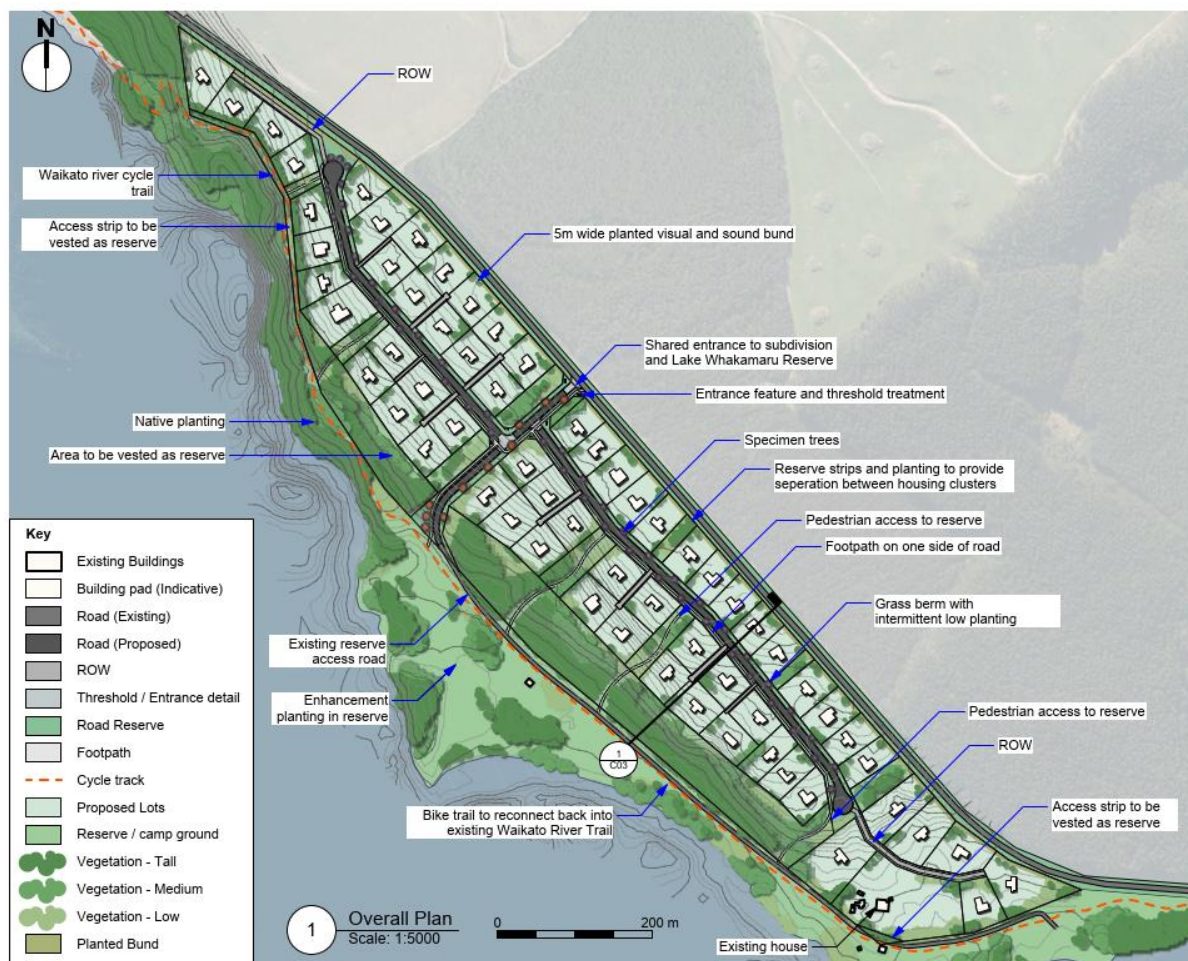 N
ROW
Waikato river cycle
trail
Access strip to be
vested as reserve
5m wide planted visual and sound bund
Shared entrance to subdivision
and Lake Whakamaru Reserve
Entrance feature and threshold treatment
Native planting
Area to be vested as reserve
Specimen trees
Reserve strips and planting to provide
seperation between housing clusters
Pedestrian access to reserve
Footpath on one side of road
Grass berm with
intermittent low planting
Existing reserve
access road
Enhancement
planting in reserve
Pedestrian access to reserve
ROW
1
C03
Bike trail to reconnect back into
existing Waikato River Trail
Access strip to be
vested as reserve
Existing house
Key
Existing Buildings
Building pad (Indicative)
Road (Existing)
Road (Proposed)
ROW
Threshold / Entrance detail
Road Reserve
Footpath
Cycle track
Proposed Lots
Reserve / camp ground
Vegetation - Tall
Vegetation - Medium
Vegetation - Low
Planted Bund
1
Overall Plan
Scale: 1:5000
0 200 m